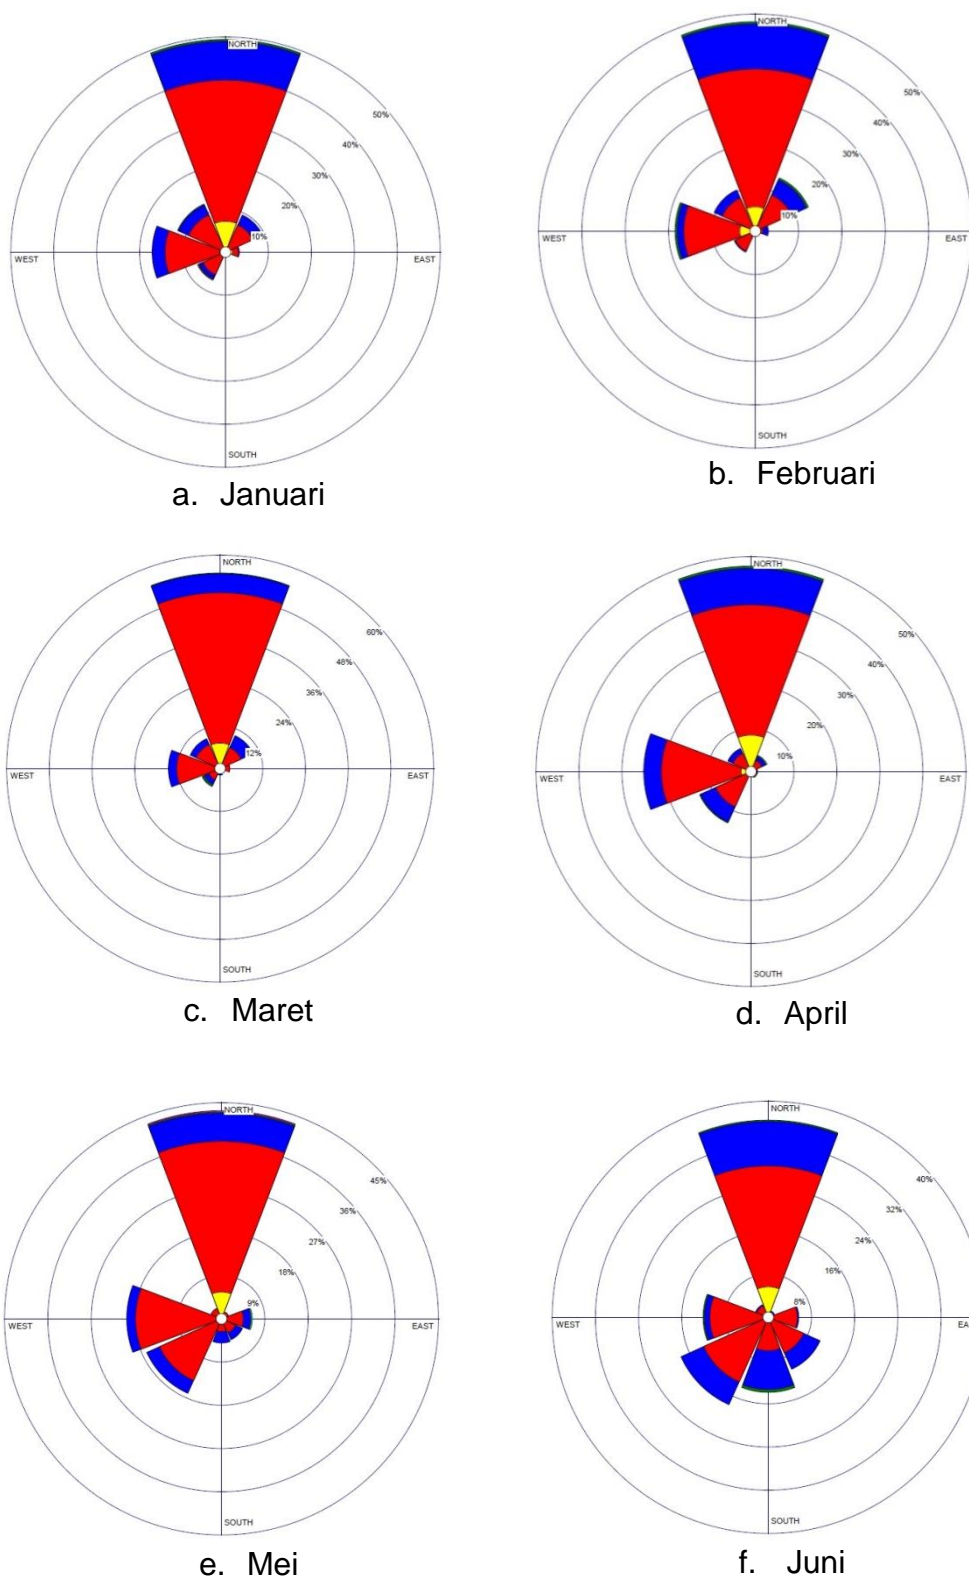 NORTH
50%
40%
30%
20%
10%
WEST
EAST
SOUTH
a. Januari
NORTH
50%
40%
30%
20%
10%
WEST
EAST
SOUTH
b. Februari
NORTH
60%
48%
36%
24%
12%
WEST
EAST
SOUTH
c. Maret
NORTH
50%
40%
30%
20%
10%
WEST
EAST
SOUTH
d. April
NORTH
45%
36%
27%
18%
9%
WEST
EAST
SOUTH
e. Mei
NORTH
40%
32%
24%
16%
8%
WEST
EA
SOUTH
f. Juni